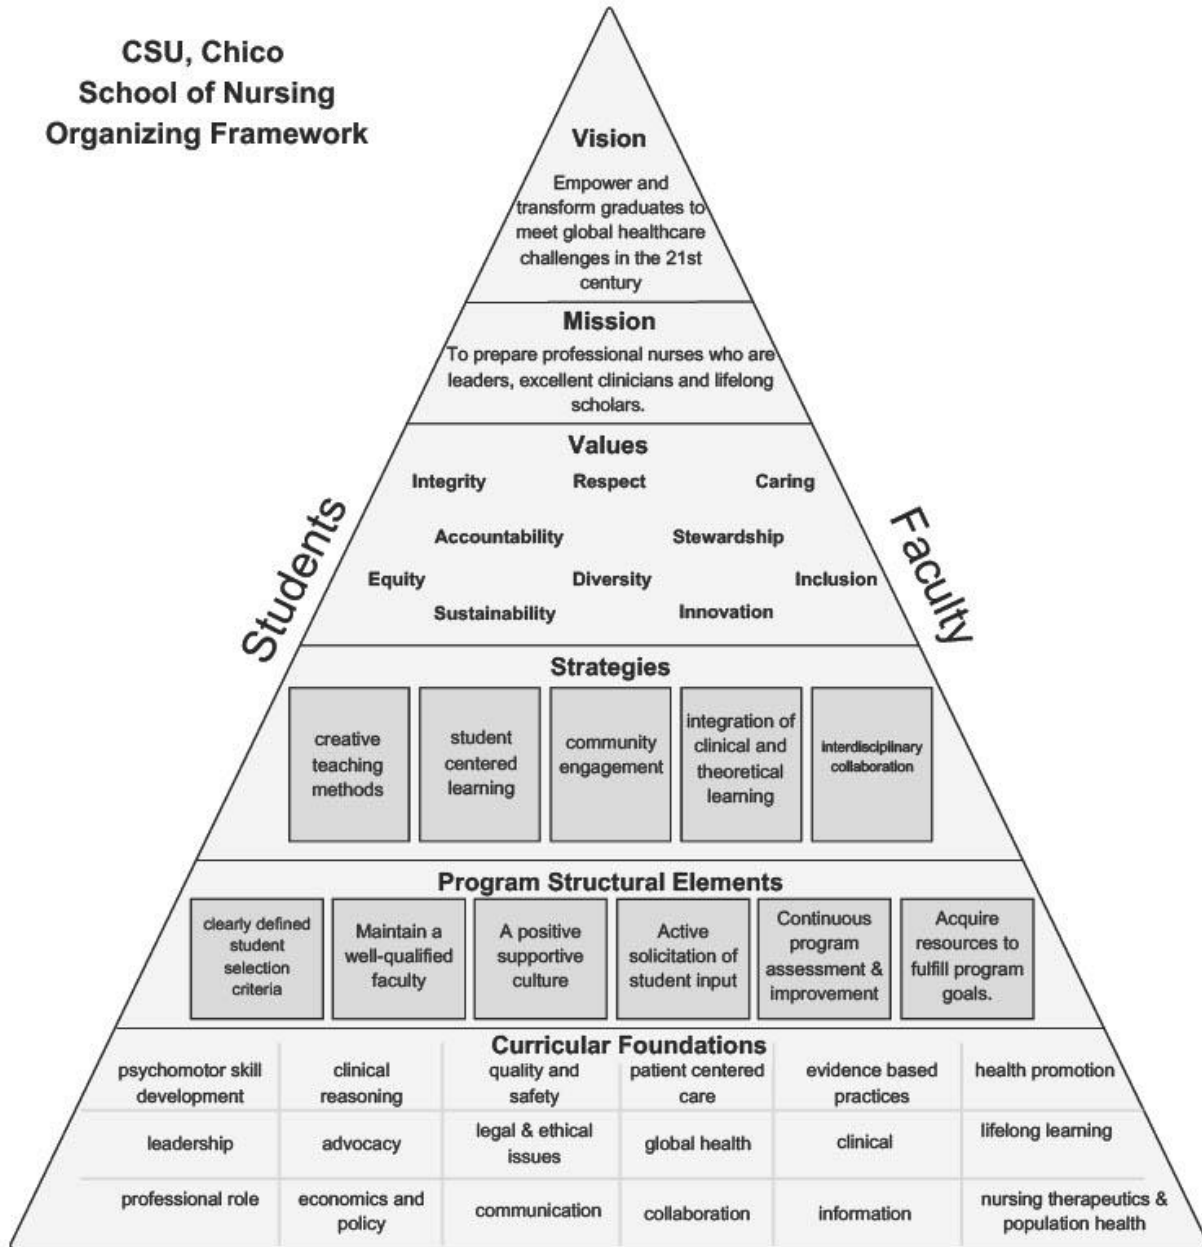 CSU, Chico
School of Nursing
Organizing Framework
Vision
Empower and
transform graduates to
meet global healthcare
challenges in the 21st
century
Mission
To prepare professional nurses who are
leaders, excellent clinicians and lifelong
scholars.
Students
Faculty
Values
Integrity Respect Caring
Accountability Stewardship
Equity Diversity Inclusion
Sustainability Innovation
Strategies
creative
teaching
methods
student
centered
learning
community
engagement
integration of
clinical and
theoretical
learning
interdisciplinary
collaboration
Program Structural Elements
clearly defined
student
selection
criteria
Maintain a
well-qualified
faculty
A positive
supportive
culture
Active
solicitation of
student input
Continuous
program
assessment &
improvement
Acquire
resources to
fulfill program
goals.
Curricular Foundations
psychomotor skill
development
clinical
reasoning
quality and
safety
patient centered
care
evidence based
practices
health promotion
leadership
advocacy
legal & ethical
issues
global health
clinical
lifelong learning
professional role
economics and
policy
communication
collaboration
information
nursing therapeutics &
population health